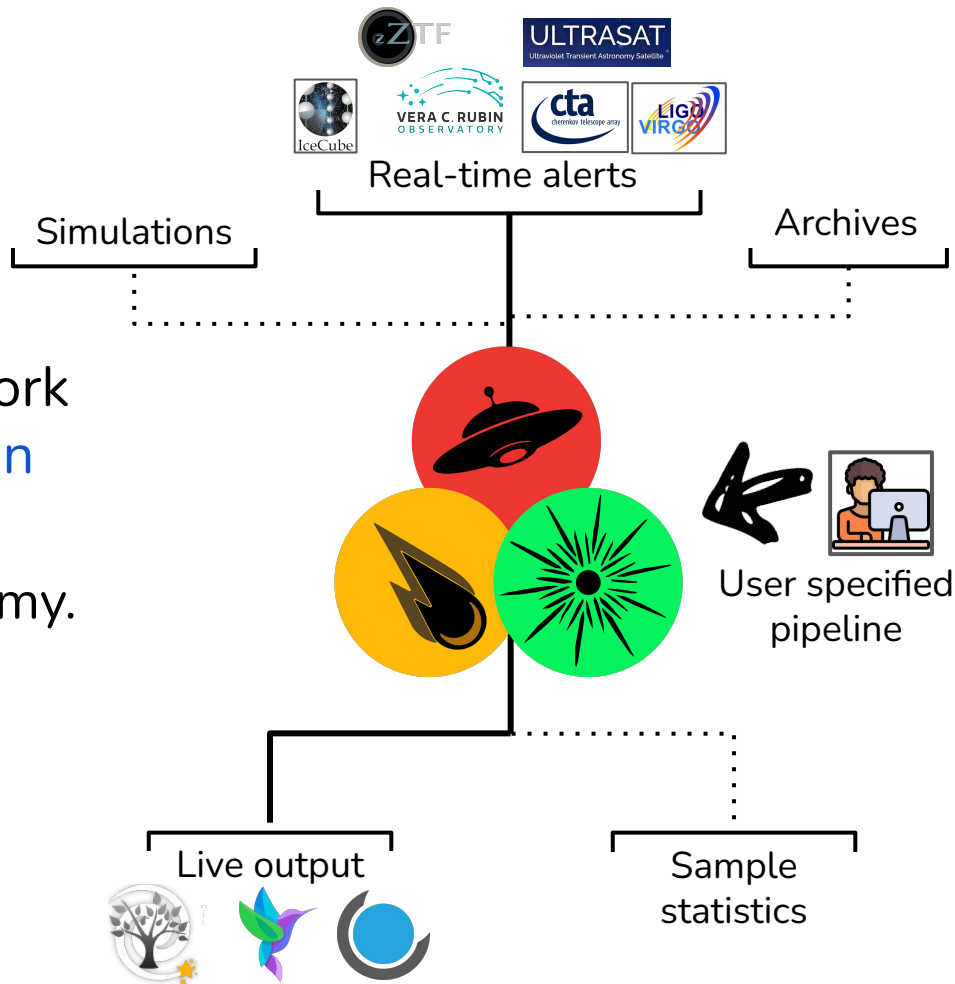 ZTF
ULTRASAT
Ultraviolet Transient Astronomy Satellite
IceCube
VERA C. RUBIN
OBSERVATORY
cta
cherenkov telescope array
LIGO
VIRGO
Real-time alerts
Simulations
Archives
ork
n
my.
User specified
pipeline
Live output
Sample
statistics